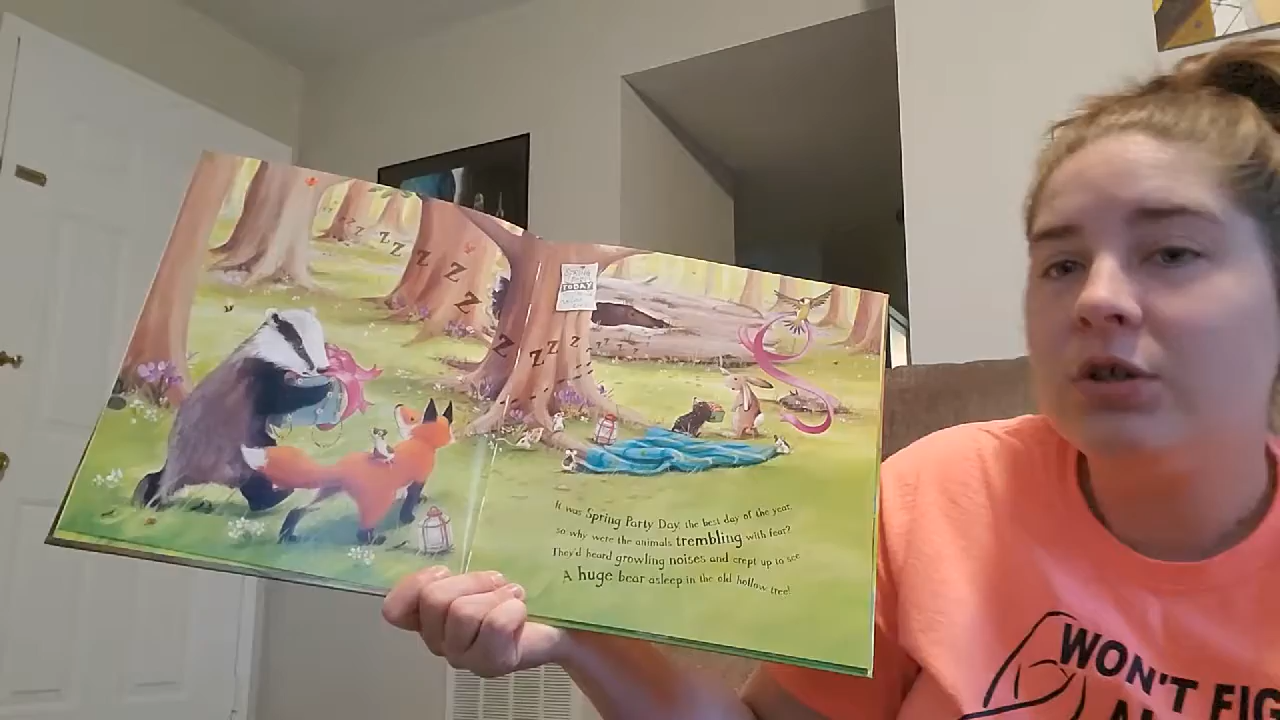 z z z z Z Z Z
SPRING
PARTY
TODAY
Z Z Z z z z z z
It was Spring Party Day, the best day of the year,
so why were the animals trembling with fear?
They'd heard growling noises and crept up to see
A huge bear asleep in the old hollow tree!
WON'T FIG